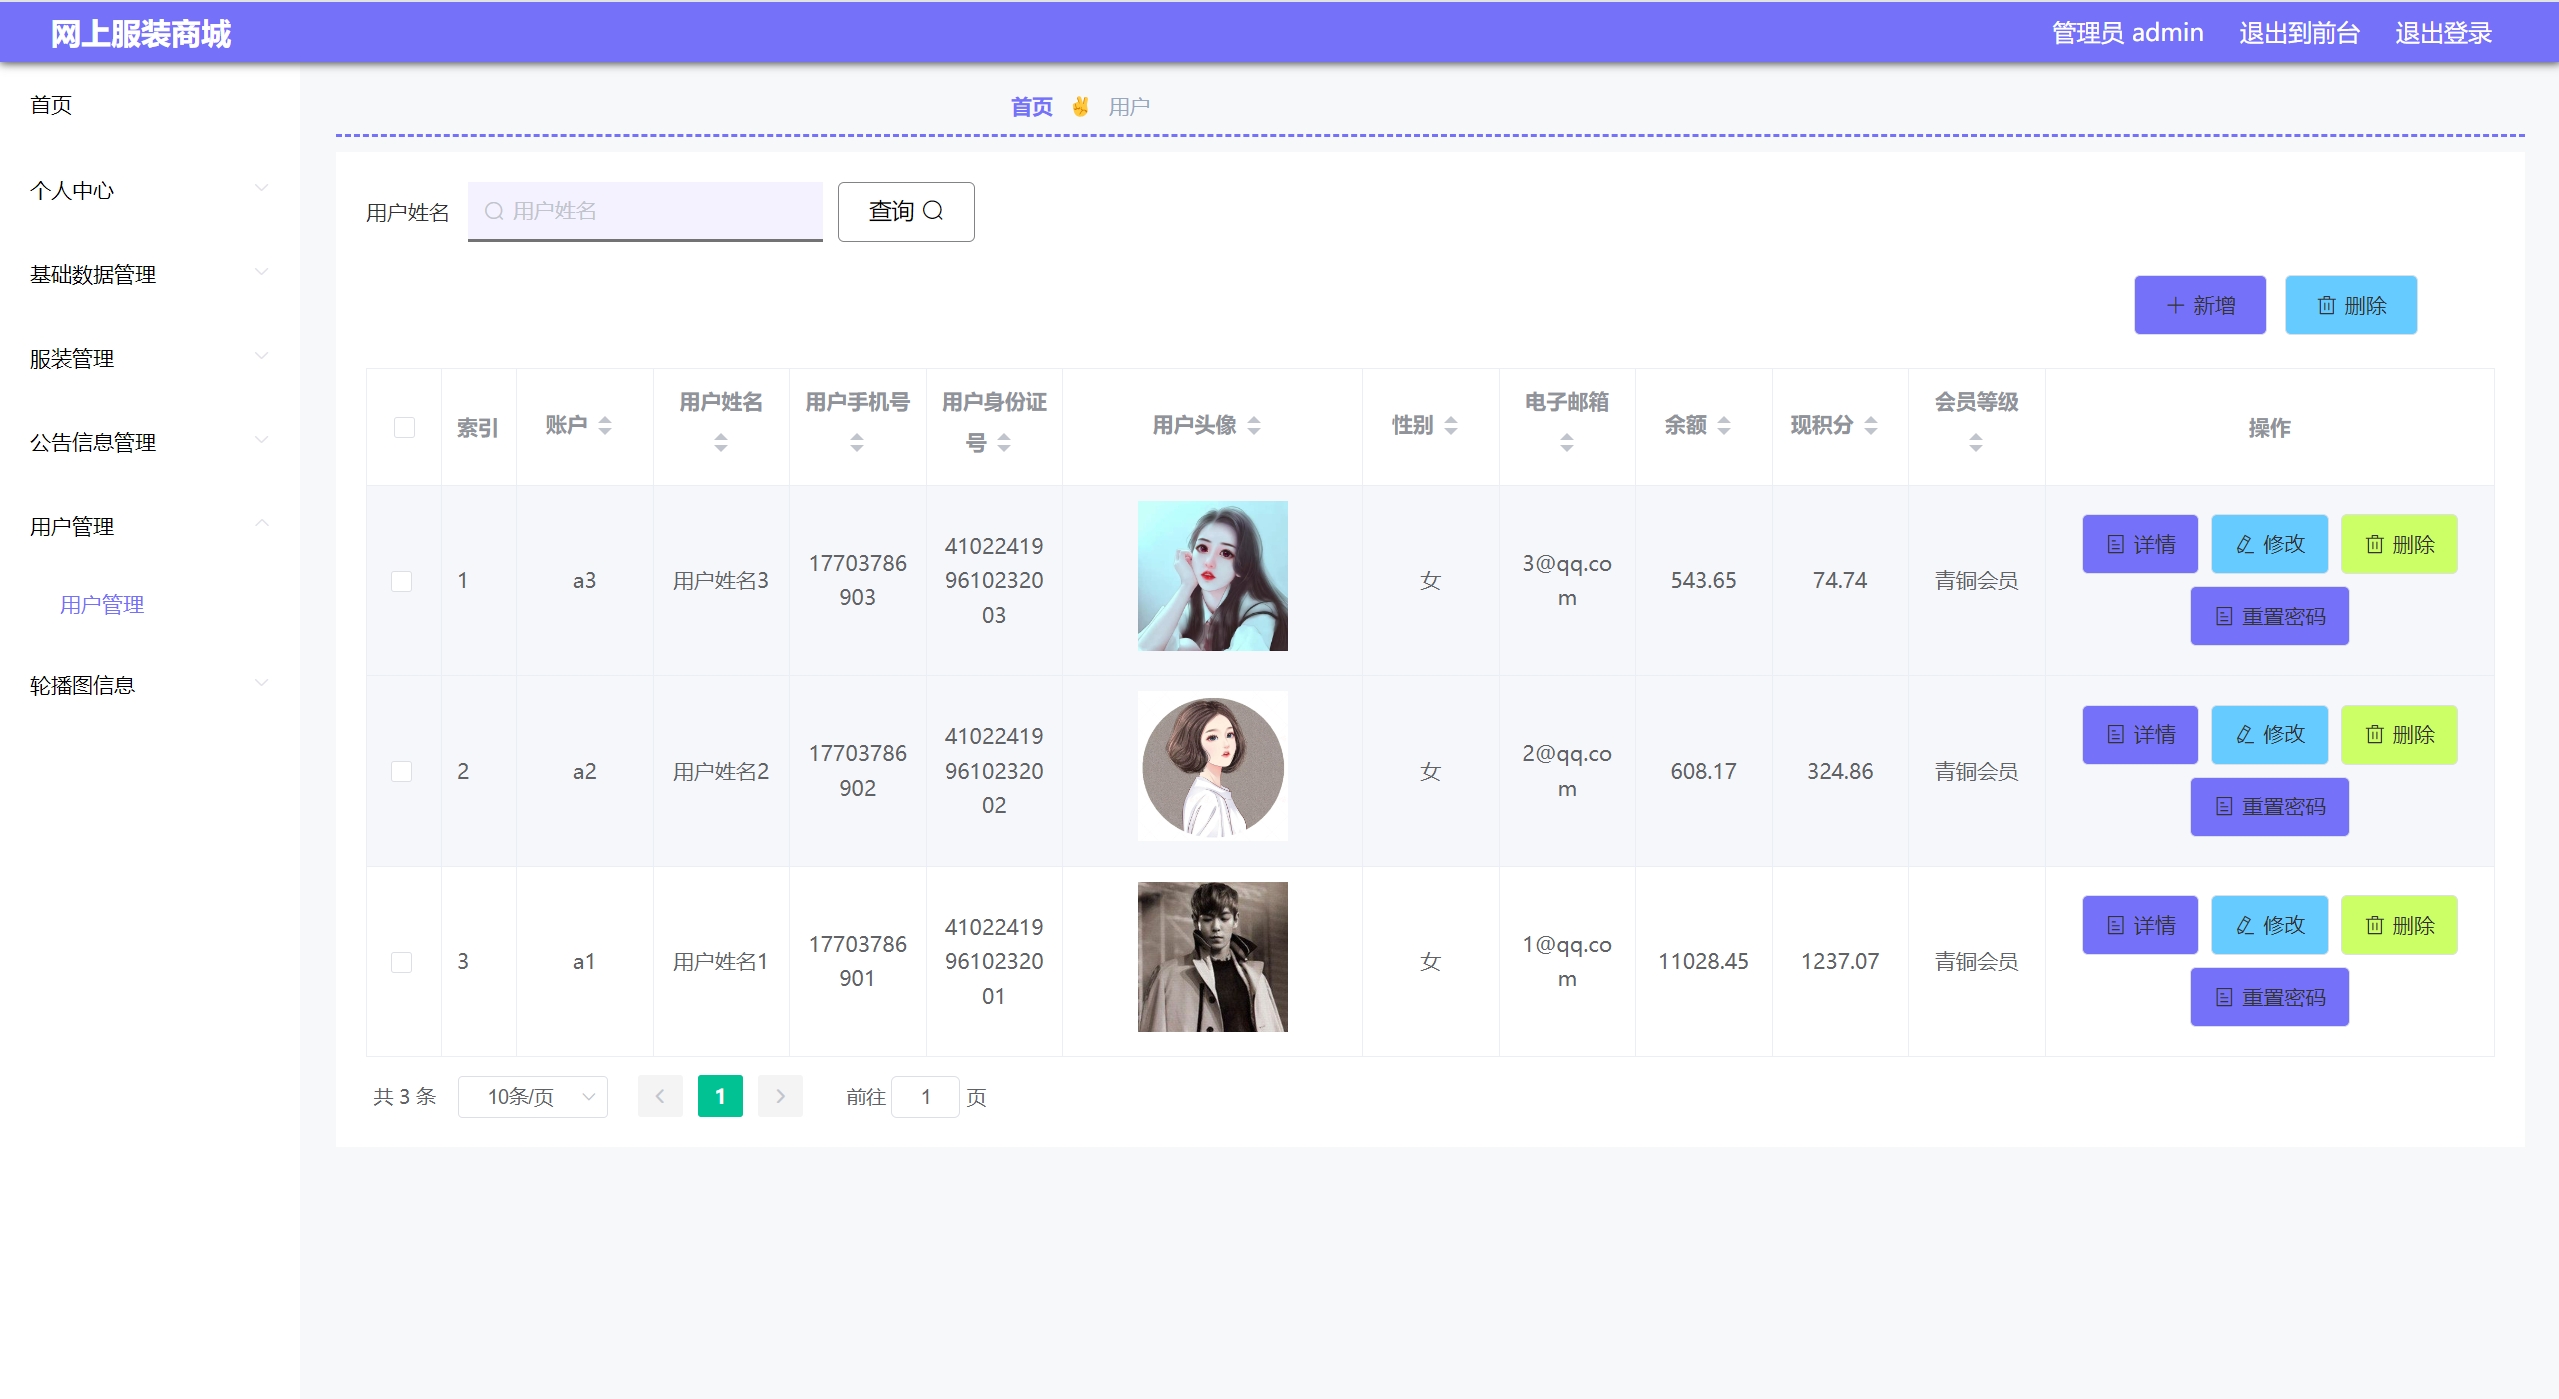 网上服装商城
管理员 admin 退出到前台 退出登录
首页
个人中心
基础数据管理
服装管理
公告信息管理
用户管理
用户管理
轮播图信息
首页 ✌ 用户
用户姓名 用户姓名 查询
新增 删除
索引 账户 用户姓名 用户手机号 用户身份证号 用户头像 性别 电子邮箱 余额 现积分 会员等级 操作
1 a3 用户姓名3 17703786903 410224199610232003 女 3@qq.com 543.65 74.74 青铜会员 详情 修改 删除
重置密码
2 a2 用户姓名2 17703786902 410224199610232002 女 2@qq.com 608.17 324.86 青铜会员 详情 修改 删除
重置密码
3 a1 用户姓名1 17703786901 410224199610232001 女 1@qq.com 11028.45 1237.07 青铜会员 详情 修改 删除
重置密码
共 3 条 10条/页 1 前往 1 页